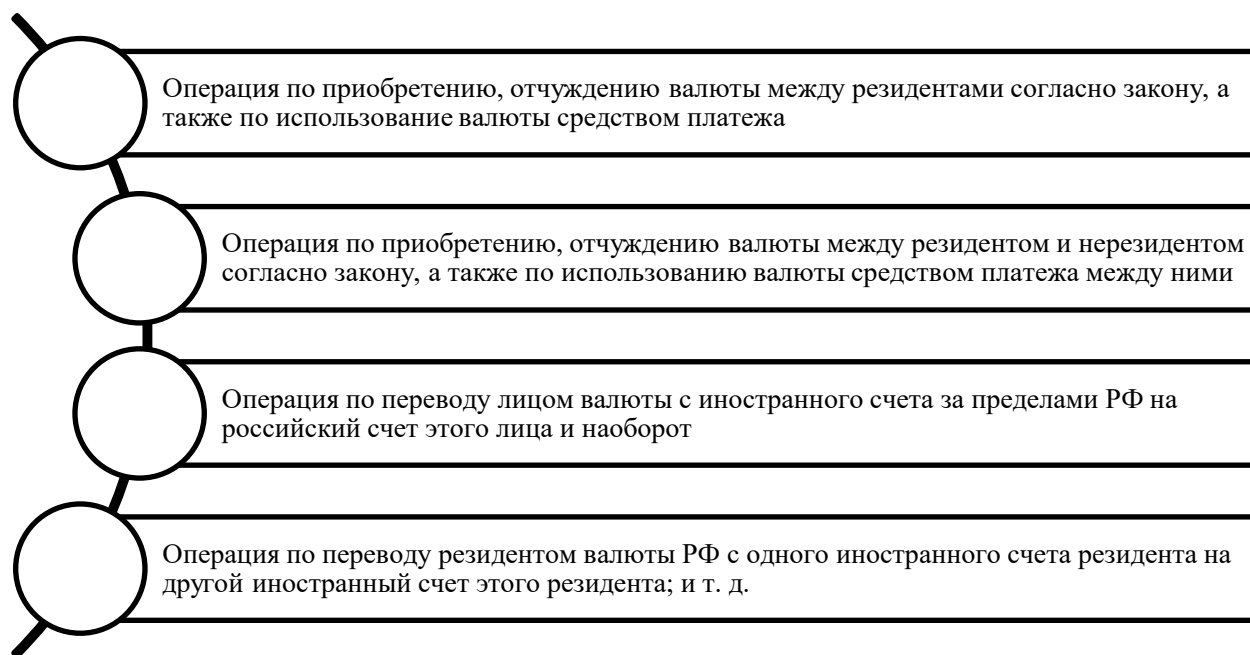 Операция по приобретению, отчуждению валюты между резидентами согласно закону, а
также по использование валюты средством платежа
Операция по приобретению, отчуждению валюты между резидентом и нерезидентом
согласно закону, а также по использованию валюты средством платежа между ними
Операция по переводу лицом валюты с иностранного счета за пределами РФ на
российский счет этого лица и наоборот
Операция по переводу резидентом валюты РФ с одного иностранного счета резидента на
другой иностранный счет этого резидента; и т. д.